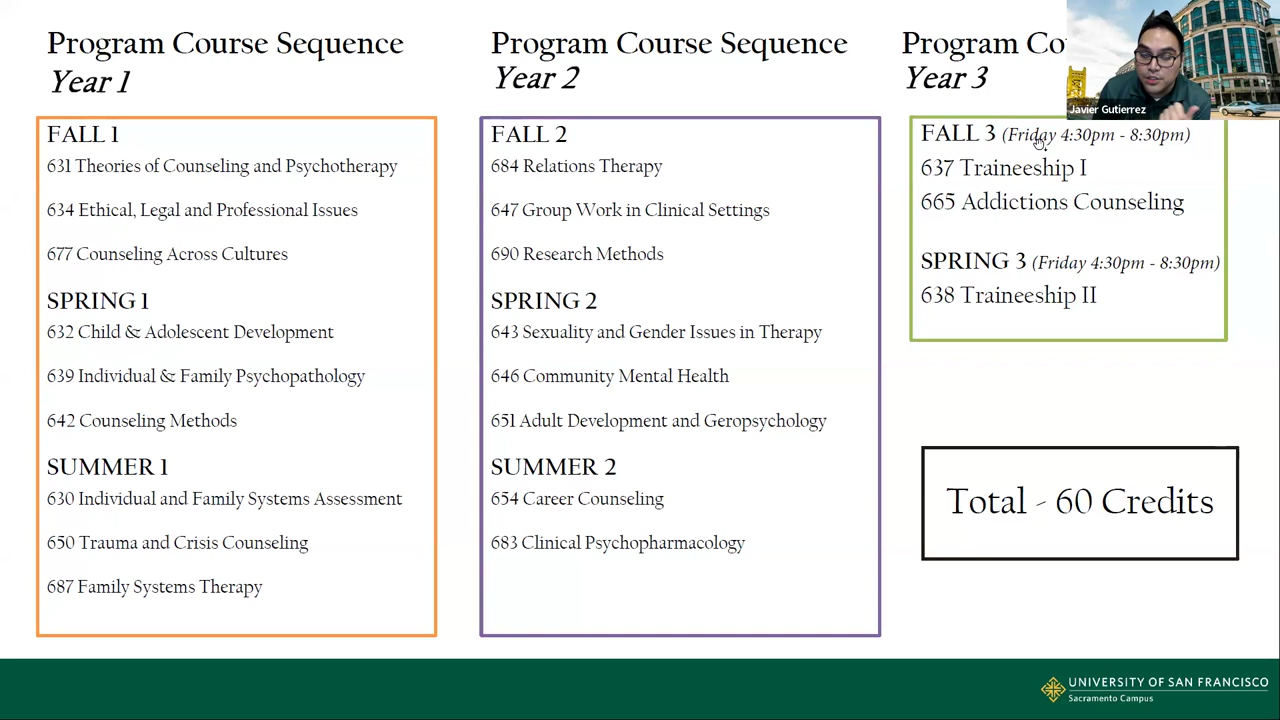 Program Course Sequence
Year 1
FALL 1
631 Theories of Counseling and Psychotherapy
634 Ethical, Legal and Professional Issues
677 Counseling Across Cultures
SPRING 1
632 Child & Adolescent Development
639 Individual & Family Psychopathology
642 Counseling Methods
SUMMER 1
630 Individual and Family Systems Assessment
650 Trauma and Crisis Counseling
687 Family Systems Therapy
Program Course Sequence
Year 2
FALL 2
684 Relations Therapy
647 Group Work in Clinical Settings
690 Research Methods
SPRING 2
643 Sexuality and Gender Issues in Therapy
646 Community Mental Health
651 Adult Development and Geropsychology
SUMMER 2
654 Career Counseling
683 Clinical Psychopharmacology
Program Co
Year 3
Javier Gutierrez
FALL 3 (Friday 4:30pm - 8:30pm)
637 Traineeship I
665 Addictions Counseling
SPRING 3 (Friday 4:30pm - 8:30pm)
638 Traineeship II
Total - 60 Credits
UNIVERSITY OF SAN FRANCISCO
Sacramento Campus